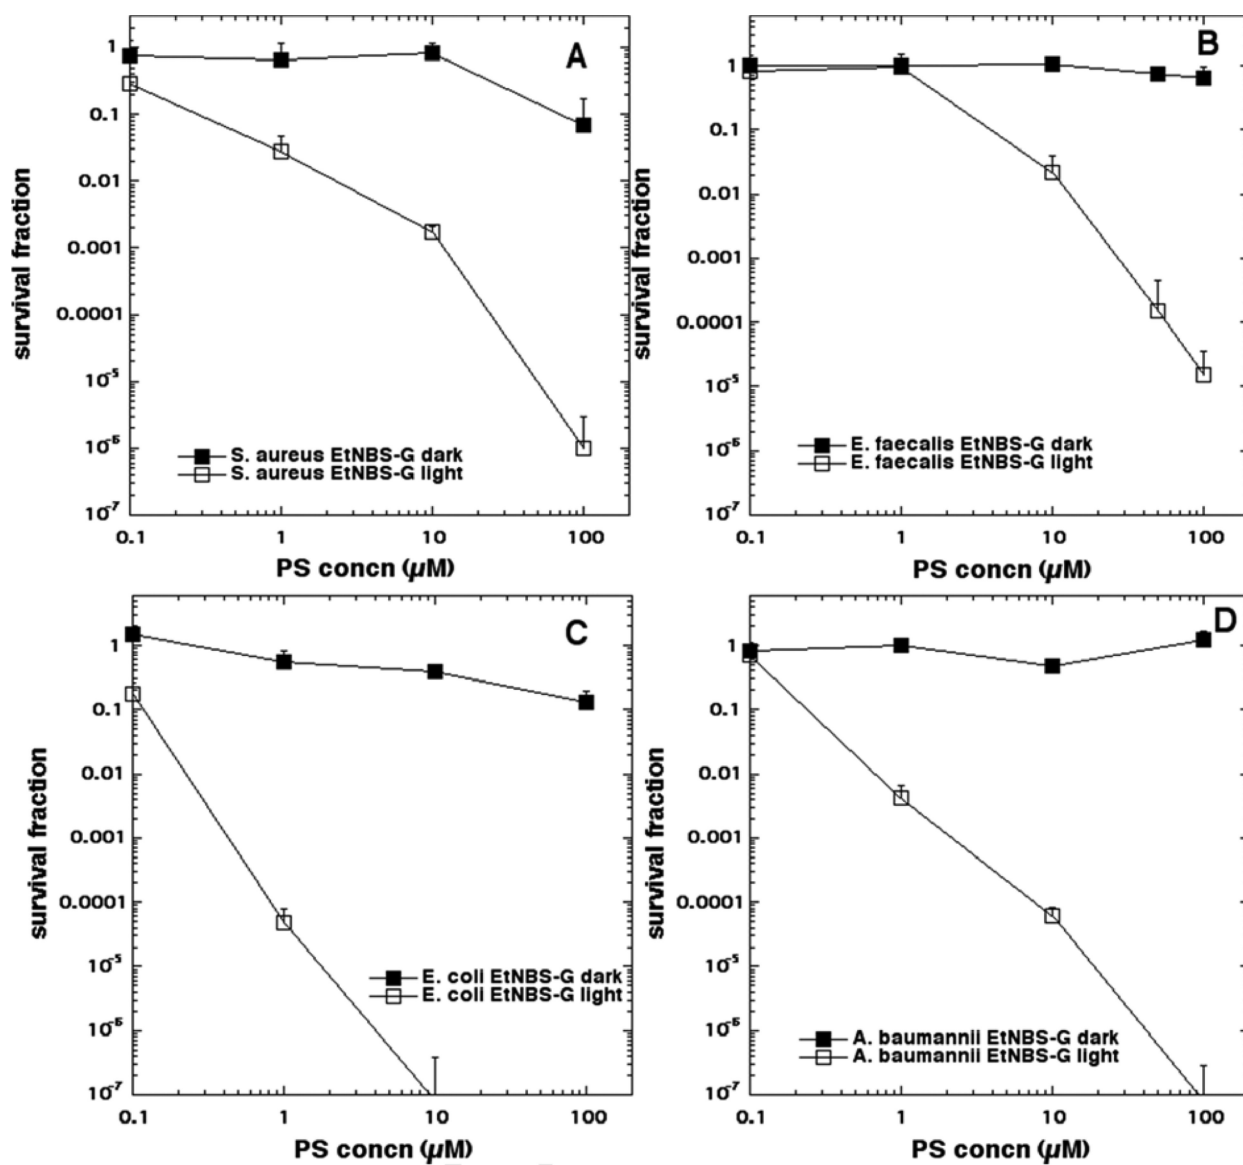 A
survival fraction
1
0.1
0.01
0.001
0.0001
10-5
10-6
10-7
S. aureus EtNBS-G dark
S. aureus EtNBS-G light
0.1 1 10 100
PS concn (µM)
B
survival fraction
1
0.1
0.01
0.001
0.0001
10-5
10-6
10-7
E. faecalis EtNBS-G dark
E. faecalis EtNBS-G light
0.1 1 10 100
PS concn (µM)
C
survival fraction
1
0.1
0.01
0.001
0.0001
10-5
10-6
10-7
E. coli EtNBS-G dark
E. coli EtNBS-G light
0.1 1 10 100
PS concn (µM)
D
survival fraction
1
0.1
0.01
0.001
0.0001
10-5
10-6
10-7
A. baumannii EtNBS-G dark
A. baumannii EtNBS-G light
0.1 1 10 100
PS concn (µM)